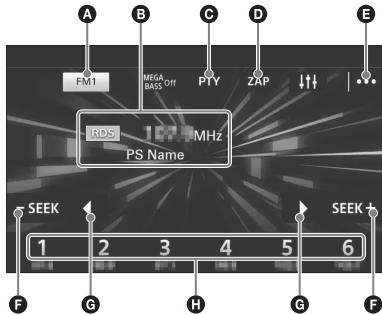 A B C D E
FM1 MEGA BASS Off PTY ZAP
RDS MHz
PS Name
− SEEK SEEK +
1 2 3 4 5 6
F G H G F